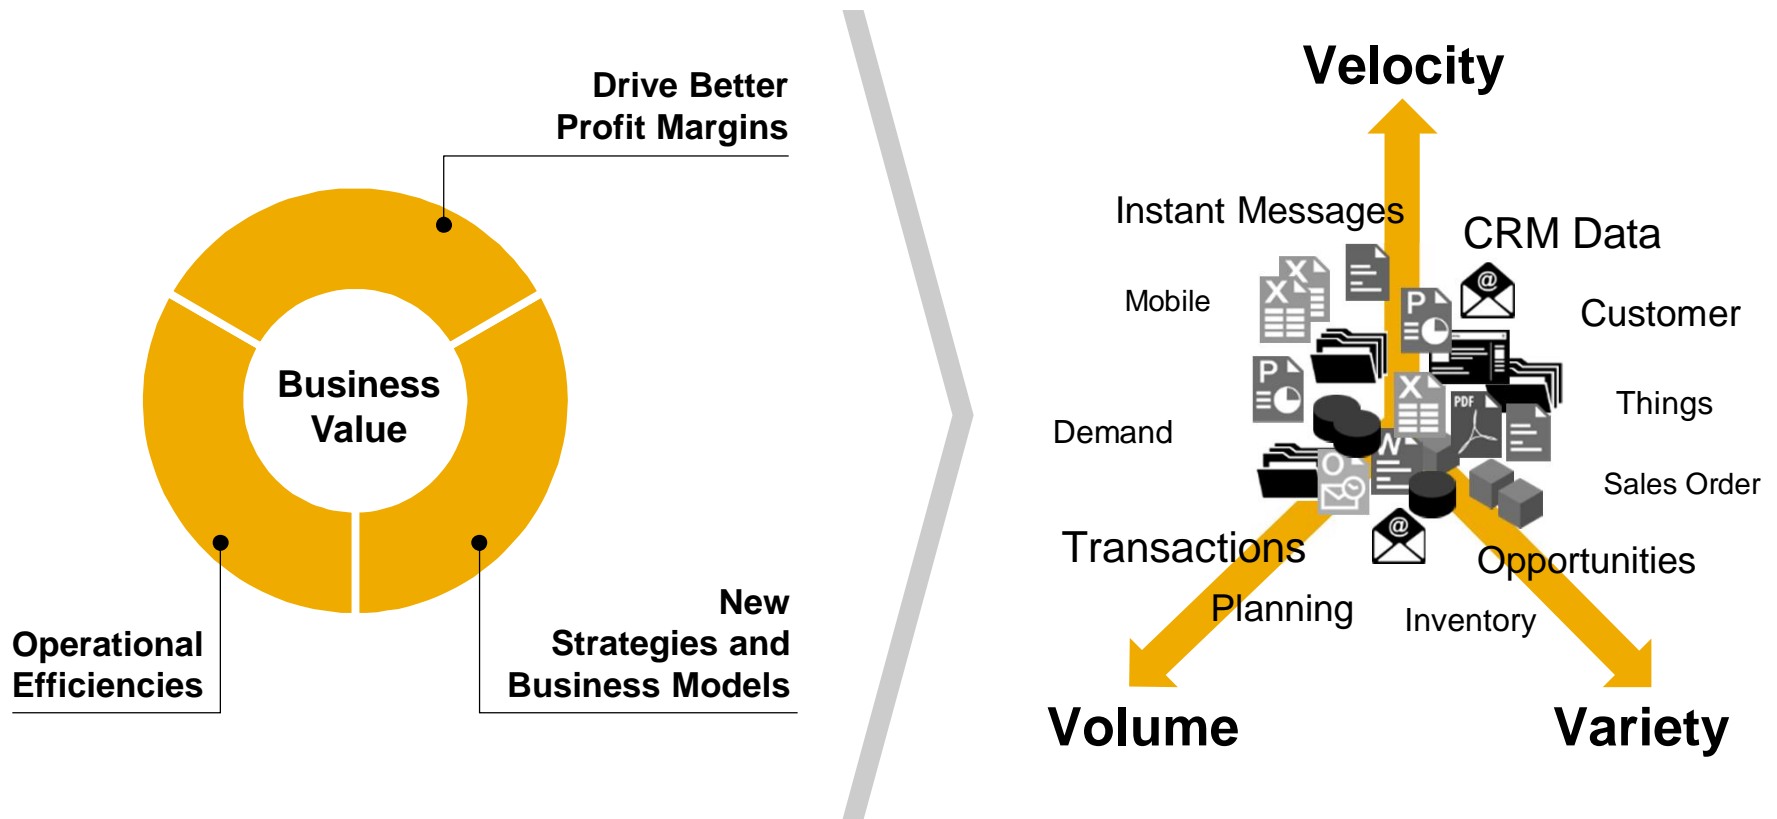 Drive Better
Profit Margins
Business
Value
Operational
Efficiencies
New
Strategies and
Business Models
Velocity
Instant Messages
CRM Data
Mobile
Customer
Things
Demand
Sales Order
Transactions
Opportunities
Planning
Inventory
Volume
Variety
X
X
P
@
P
X
PDF
W
O
@